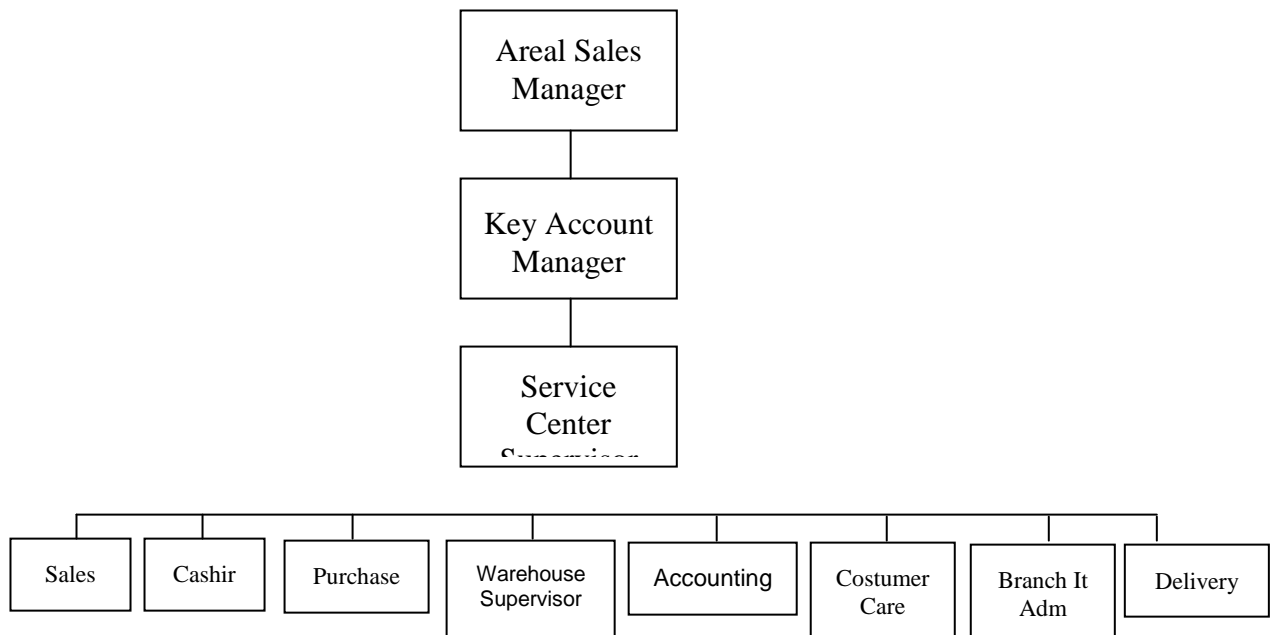 Areal Sales
Manager
Key Account
Manager
Service
Center
Supervisor
Sales
Cashir
Purchase
Warehouse
Supervisor
Accounting
Costumer
Care
Branch It
Adm
Delivery